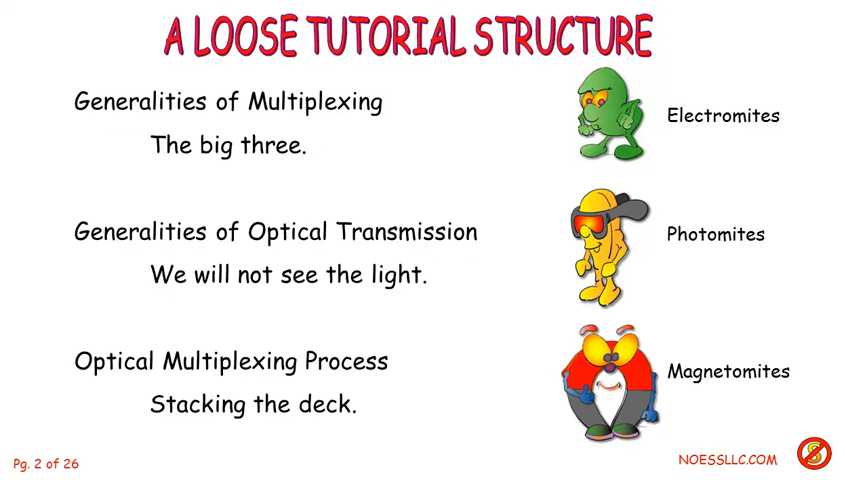 A LOOSE TUTORIAL STRUCTURE
Generalities of Multiplexing
The big three.
Electromites
Generalities of Optical Transmission
We will not see the light.
Photomites
Optical Multiplexing Process
Stacking the deck.
Magnetomites
Pg. 2 of 26
NOESSLLC.COM
S